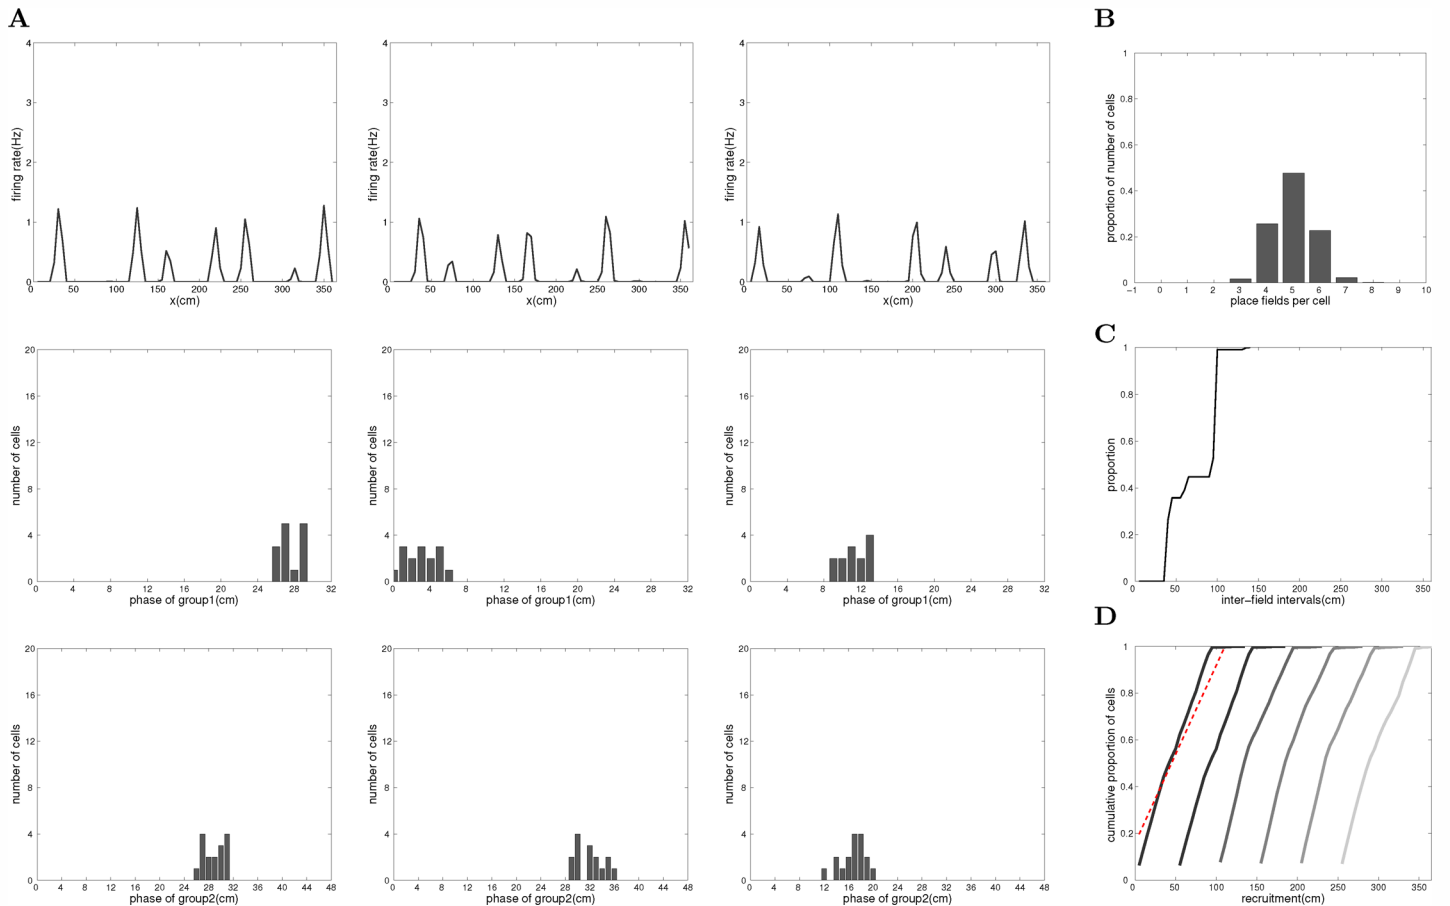 A
B
4
3
2
1
0
firing rate(Hz)
0 50 100 150 200 250 300 350
x(cm)
4
3
2
1
0
firing rate(Hz)
0 50 100 150 200 250 300 350
x(cm)
4
3
2
1
0
firing rate(Hz)
0 50 100 150 200 250 300 350
x(cm)
1
0.8
0.6
0.4
0.2
0
proportion of number of cells
−1 0 1 2 3 4 5 6 7 8 9 10
place fields per cell
20
16
12
8
4
0
number of cells
0 4 8 12 16 20 24 28 32
phase of group1(cm)
20
16
12
8
4
0
number of cells
0 4 8 12 16 20 24 28 32
phase of group1(cm)
20
16
12
8
4
0
number of cells
0 4 8 12 16 20 24 28 32
phase of group1(cm)
C
1
0.8
0.6
0.4
0.2
0
proportion
0 50 100 150 200 250 300 350
inter−field intervals(cm)
20
16
12
8
4
0
number of cells
0 4 8 12 16 20 24 28 32 36 40 44 48
phase of group2(cm)
20
16
12
8
4
0
number of cells
0 4 8 12 16 20 24 28 32 36 40 44 48
phase of group2(cm)
20
16
12
8
4
0
number of cells
0 4 8 12 16 20 24 28 32 36 40 44 48
phase of group2(cm)
D
1
0.8
0.6
0.4
0.2
0
cumulative proportion of cells
0 50 100 150 200 250 300 350
recruitment(cm)